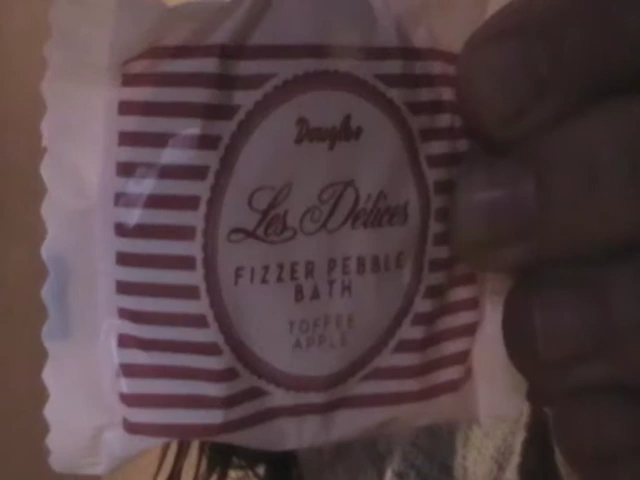 Douglas
Les Délices
FIZZER PEBBLE
BATH
TOFFEE
APPLE